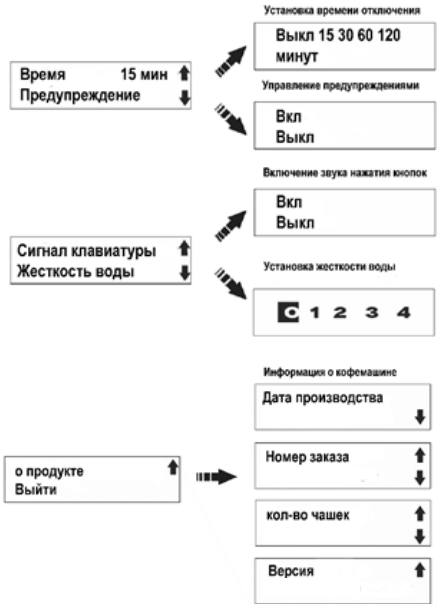 Установка времени отключения
Выкл 15 30 60 120
минут
Время 15 мин
Предупреждение
Управление предупреждениями
Вкл
Выкл
Включение звука нажатия кнопок
Вкл
Выкл
Сигнал клавиатуры
Жесткость воды
Установка жесткости воды
0 1 2 3 4
Информация о кофемашине
Дата производства
о продукте
Выйти
Номер заказа
кол-во чашек
Версия